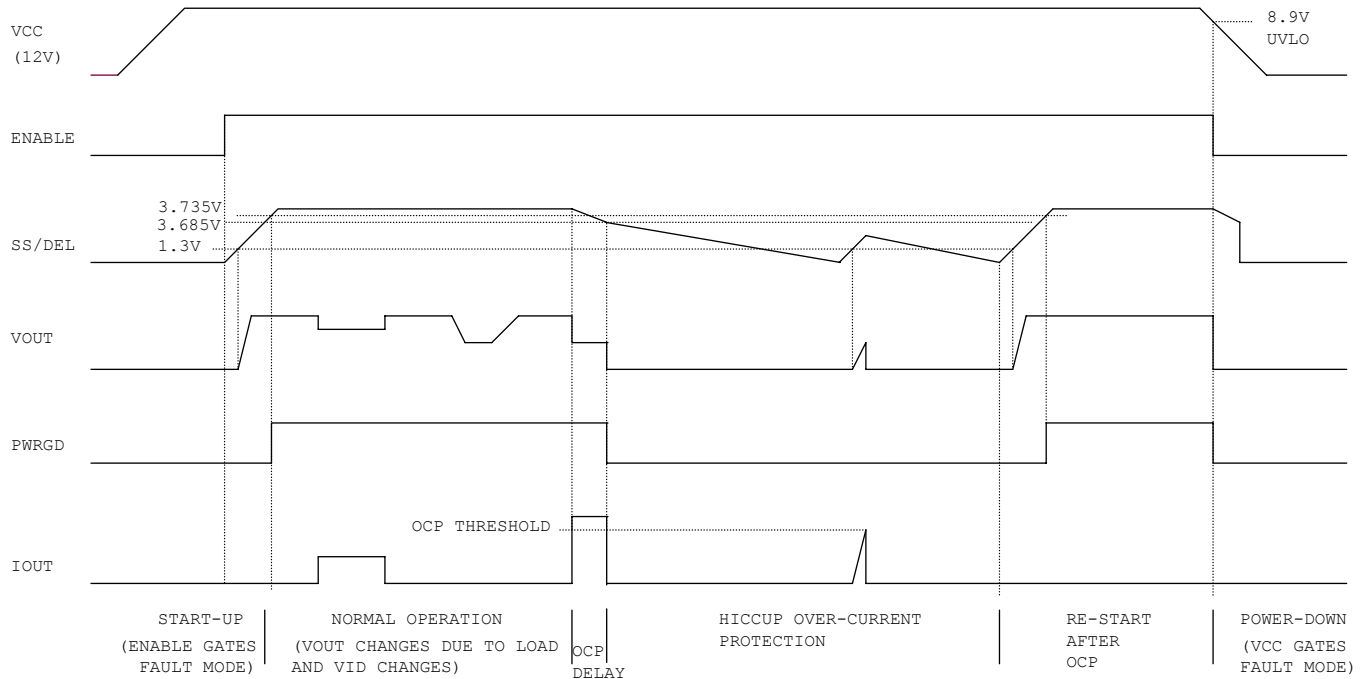 VCC
(12V)
8.9V
UVLO
ENABLE
3.735V
3.685V
SS/DEL
1.3V
VOUT
PWRGD
OCP THRESHOLD
IOUT
START-UP
(ENABLE GATES
FAULT MODE)
NORMAL OPERATION
(VOUT CHANGES DUE TO LOAD
AND VID CHANGES)
OCP
DELAY
HICCUP OVER-CURRENT
PROTECTION
RE-START
AFTER
OCP
POWER-DOWN
(VCC GATES
FAULT MODE)